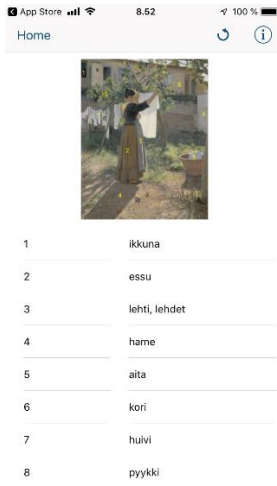 App Store 8.52 100 %
Home
1 ikkuna
2 essu
3 lehti, lehdet
4 hame
5 aita
6 kori
7 huivi
8 pyykki